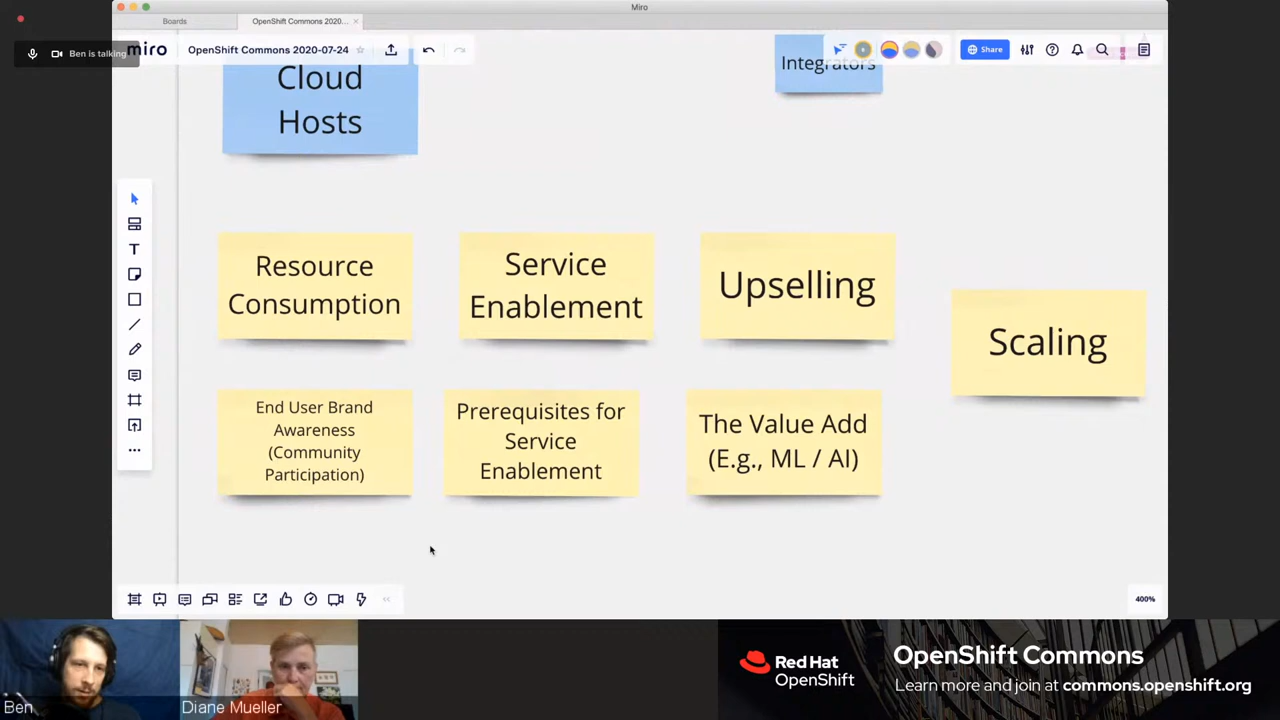 Miro
Boards
OpenShift Commons 2020...
Ben is talking
miro
OpenShift Commons 2020-07-24
Share
Cloud
Hosts
Integrators
Resource
Consumption
Service
Enablement
Upselling
Scaling
End User Brand
Awareness
(Community
Participation)
Prerequisites for
Service
Enablement
The Value Add
(E.g., ML / AI)
T
400%
Ben
Diane Mueller
Red Hat
OpenShift
OpenShift Commons
Learn more and join at commons.openshift.org